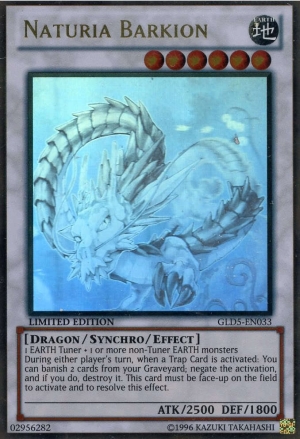 NATURIA BARKION
EARTH
地
LIMITED EDITION
GLD5-EN033
[DRAGON/SYNCHRO/EFFECT]
1 EARTH Tuner + 1 or more non-Tuner EARTH monsters
During either player's turn, when a Trap Card is activated: You
can banish 2 cards from your Graveyard; negate the activation,
and if you do, destroy it. This card must be face-up on the field
to activate and to resolve this effect.
ATK/2500 DEF/1800
02956282
©1996 KAZUKI TAKAHASHI